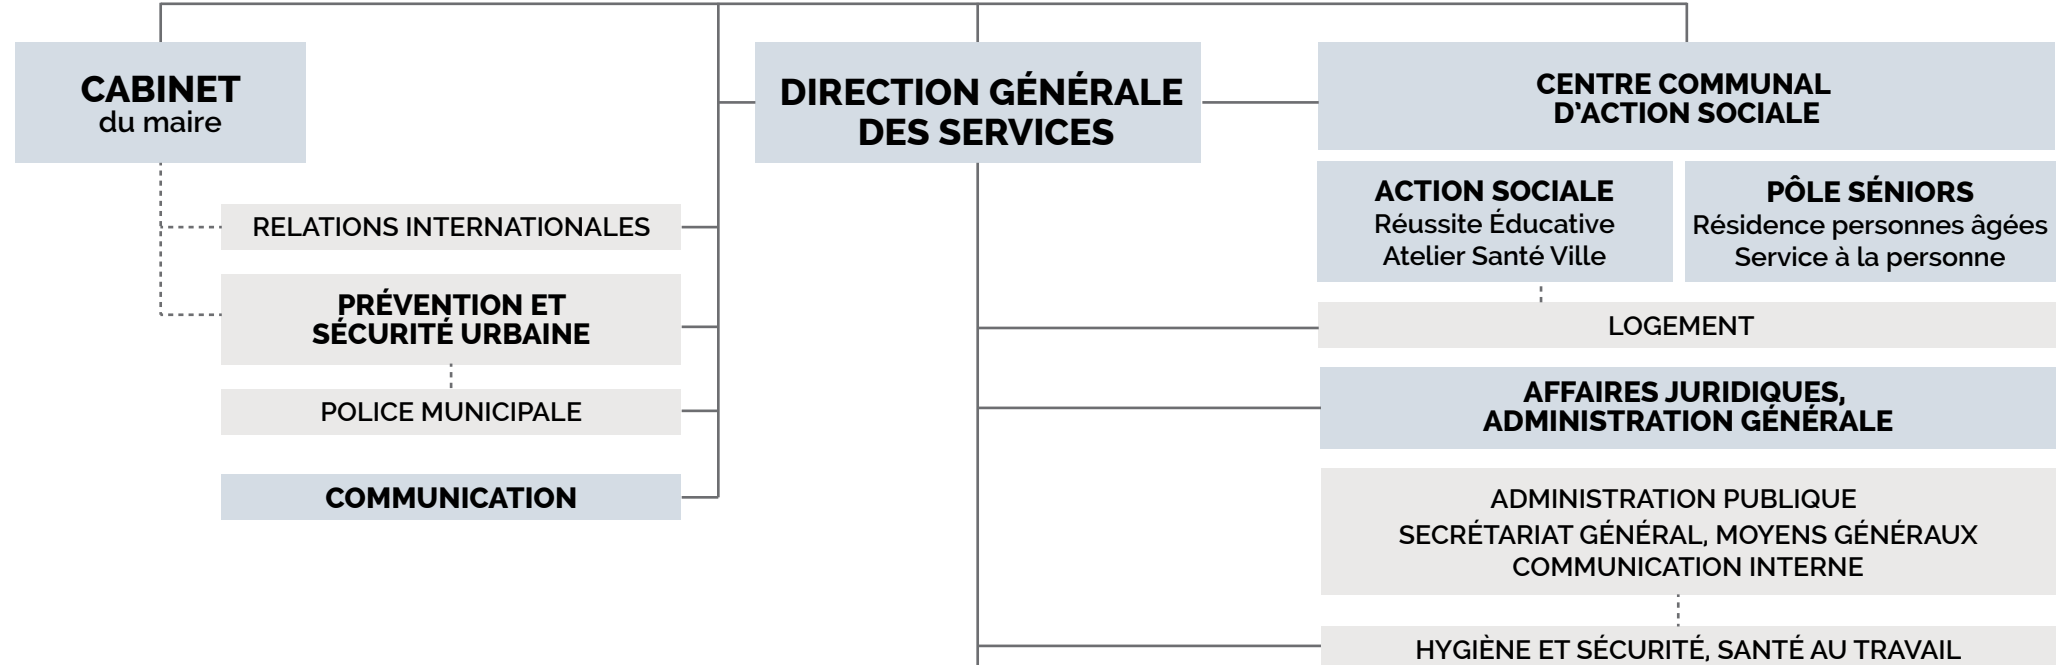 CABINET
du maire
DIRECTION GÉNÉRALE
DES SERVICES
CENTRE COMMUNAL
D'ACTION SOCIALE
ACTION SOCIALE
Réussite Éducative
Atelier Santé Ville
PÔLE SÉNIORS
Résidence personnes âgées
Service à la personne
RELATIONS INTERNATIONALES
PRÉVENTION ET
SÉCURITÉ URBAINE
POLICE MUNICIPALE
COMMUNICATION
LOGEMENT
AFFAIRES JURIDIQUES,
ADMINISTRATION GÉNÉRALE
ADMINISTRATION PUBLIQUE
SECRÉTARIAT GÉNÉRAL, MOYENS GÉNÉRAUX
COMMUNICATION INTERNE
HYGIÈNE ET SÉCURITÉ, SANTÉ AU TRAVAIL